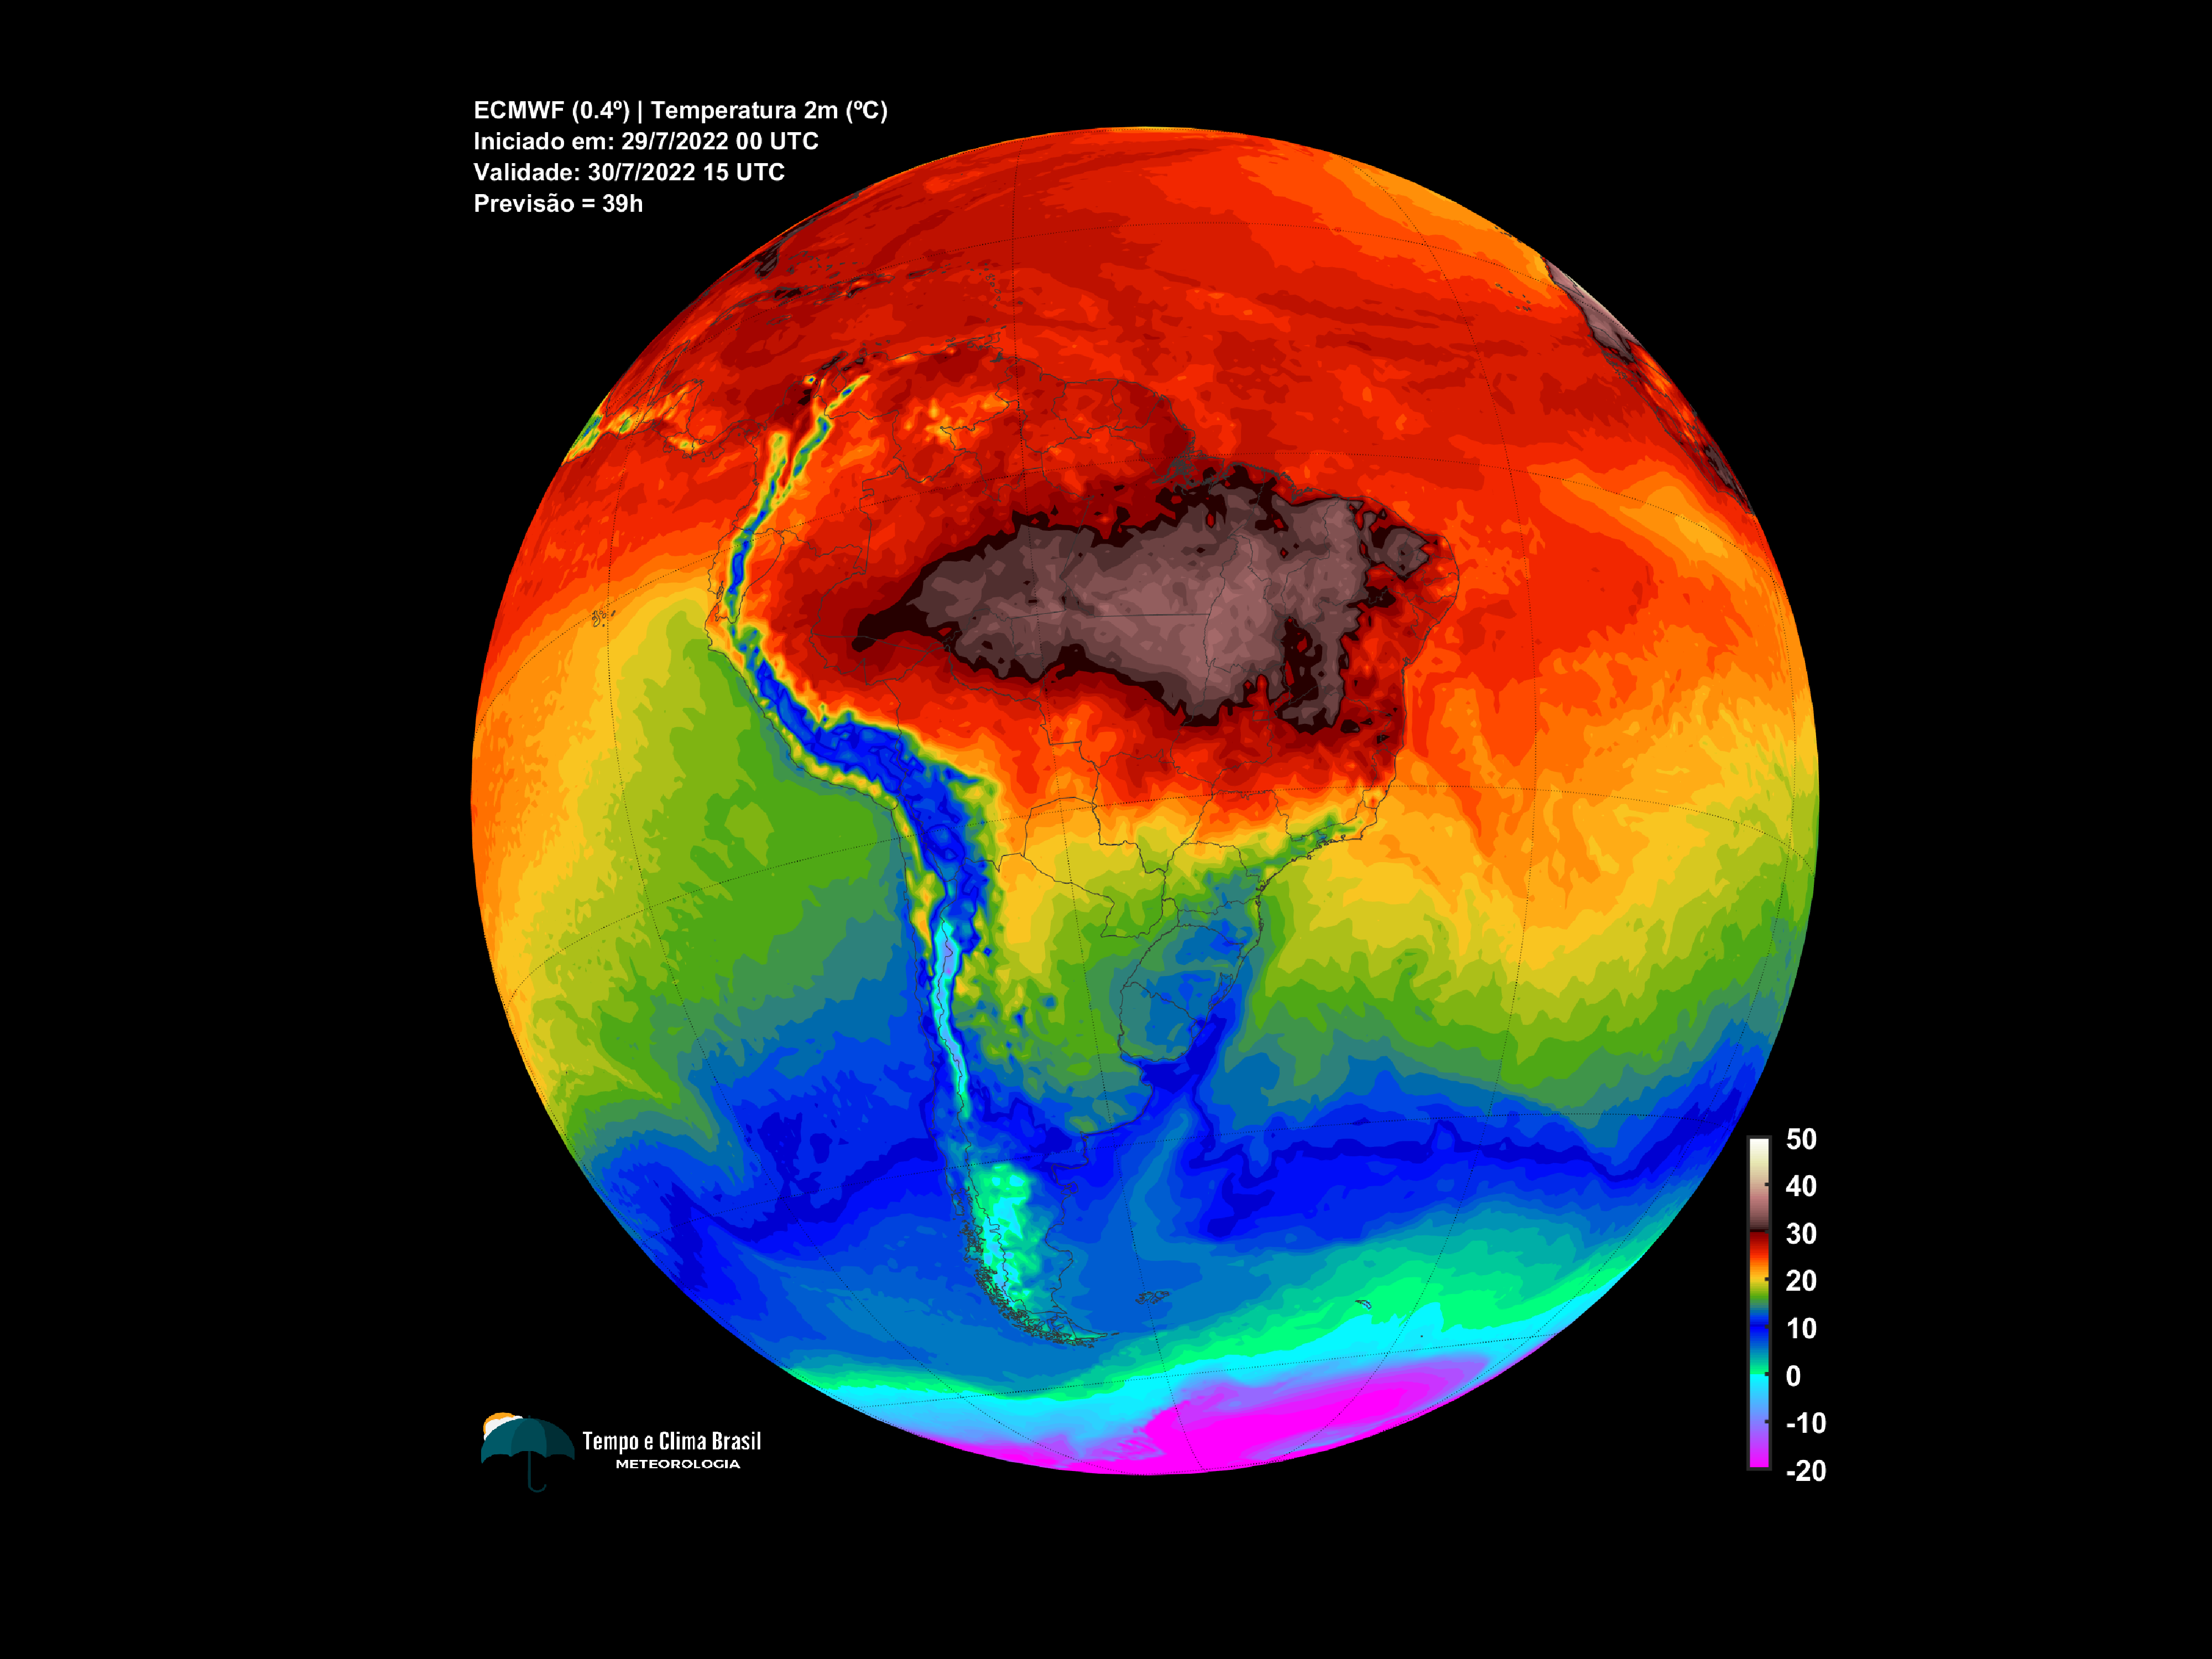 ECMWF (0.4º) | Temperatura 2m (ºC)
Iniciado em: 29/7/2022 00 UTC
Validade: 30/7/2022 15 UTC
Previsão = 39h
50
40
30
20
10
0
-10
-20
Tempo e Clima Brasil
METEOROLOGIA